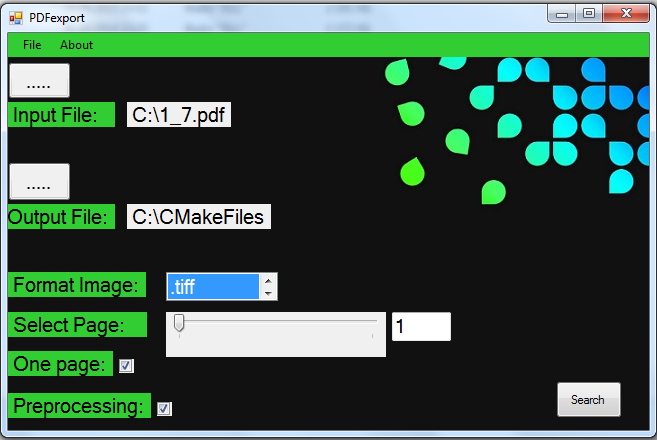 PDFexport
File About
.....
Input File: C:\1_7.pdf
.....
Output File: C:\CMakeFiles
Format Image: .tiff
Select Page: 1
One page:
Preprocessing:
Search